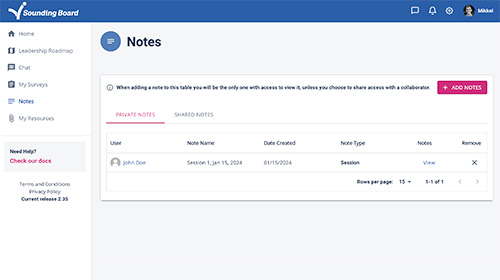 Sounding Board
Mikkel
Home
Leadership Roadmap
Chat
My Surveys
Notes
My Resources
Need Help?
Check our docs
Terms and Conditions
Privacy Policy
Current release 2.35
Notes
When adding a note to this table you will be the only one with access to view it, unless you choose to share access with a collaborator.
+ ADD NOTES
PRIVATE NOTES SHARED NOTES
User Note Name Date Created Note Type Notes Remove
John Doe Session 1, Jan 15, 2024 01/15/2024 Session View
Rows per page: 15 1-1 of 1